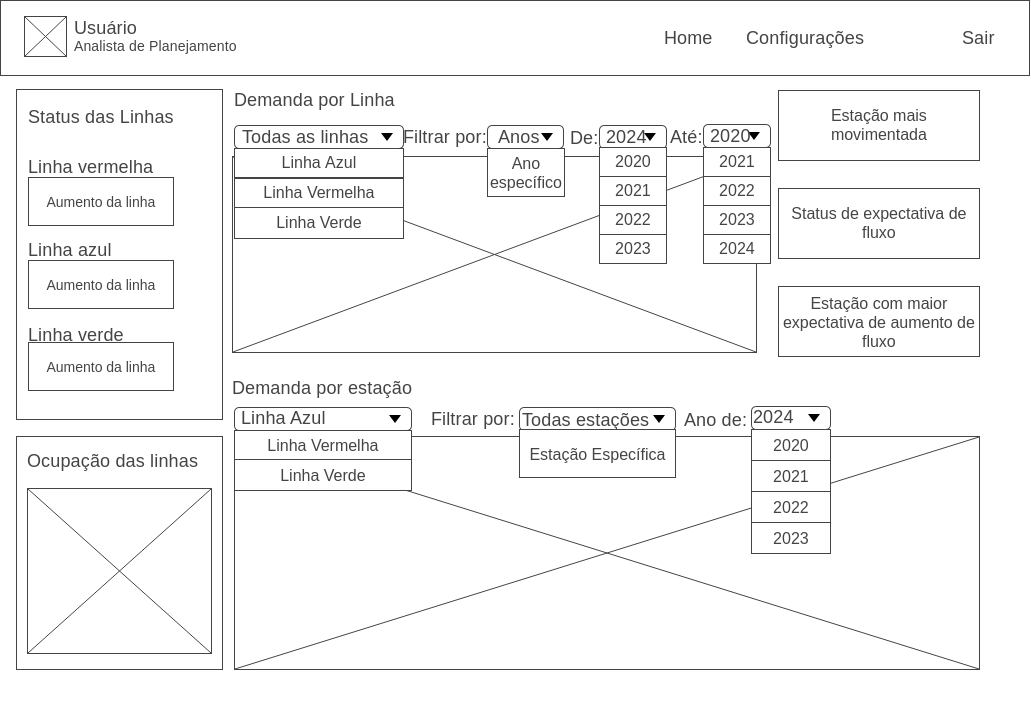 Usuário
Analista de Planejamento
Home
Configurações
Sair
Status das Linhas
Linha vermelha
Aumento da linha
Linha azul
Aumento da linha
Linha verde
Aumento da linha
Ocupação das linhas
Demanda por Linha
Todas as linhas
Linha Azul
Linha Vermelha
Linha Verde
Filtrar por:
Anos
Ano
específico
De:
2024
2020
2021
2022
2023
Até:
2020
2021
2022
2023
2024
Estação mais
movimentada
Status de expectativa de
fluxo
Estação com maior
expectativa de aumento de
fluxo
Demanda por estação
Linha Azul
Linha Vermelha
Linha Verde
Filtrar por:
Todas estações
Estação Específica
Ano de:
2024
2020
2021
2022
2023